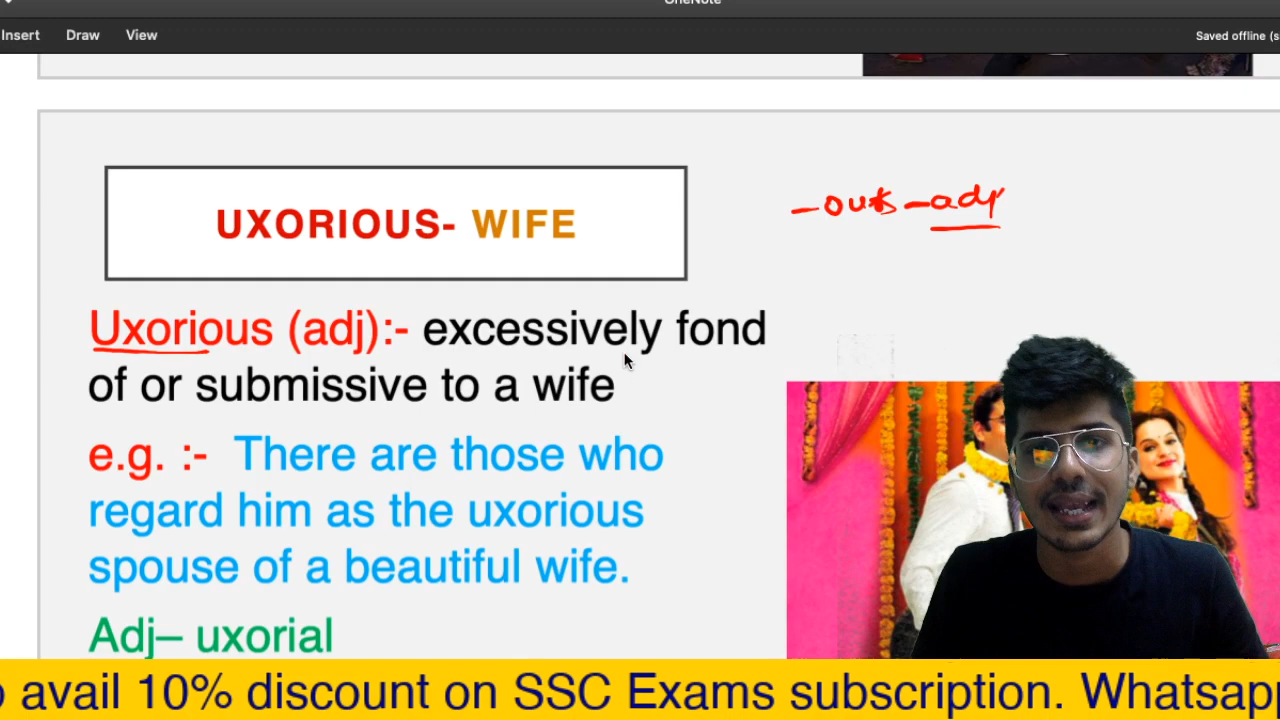 OneNote
Insert Draw View Saved offline (s
UXORIOUS- WIFE
-ous -adj
Uxorious (adj):- excessively fond
of or submissive to a wife
e.g. :- There are those who
regard him as the uxorious
spouse of a beautiful wife.
Adj– uxorial
o avail 10% discount on SSC Exams subscription. Whatsapp